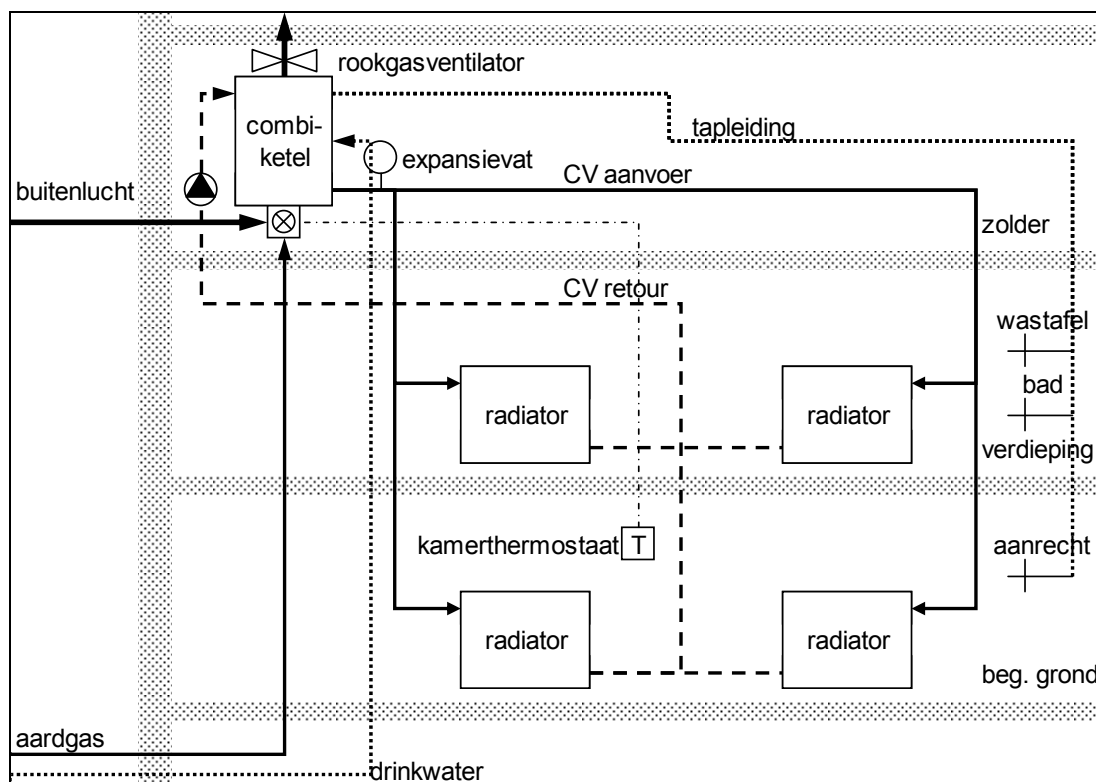 rookgasventilator
combi-
ketel
tapleiding
expansievat
CV aanvoer
buitenlucht
zolder
CV retour
wastafel
radiator
radiator
bad
verdieping
kamerthermostaat
T
aanrecht
radiator
radiator
beg. grond
aardgas
drinkwater